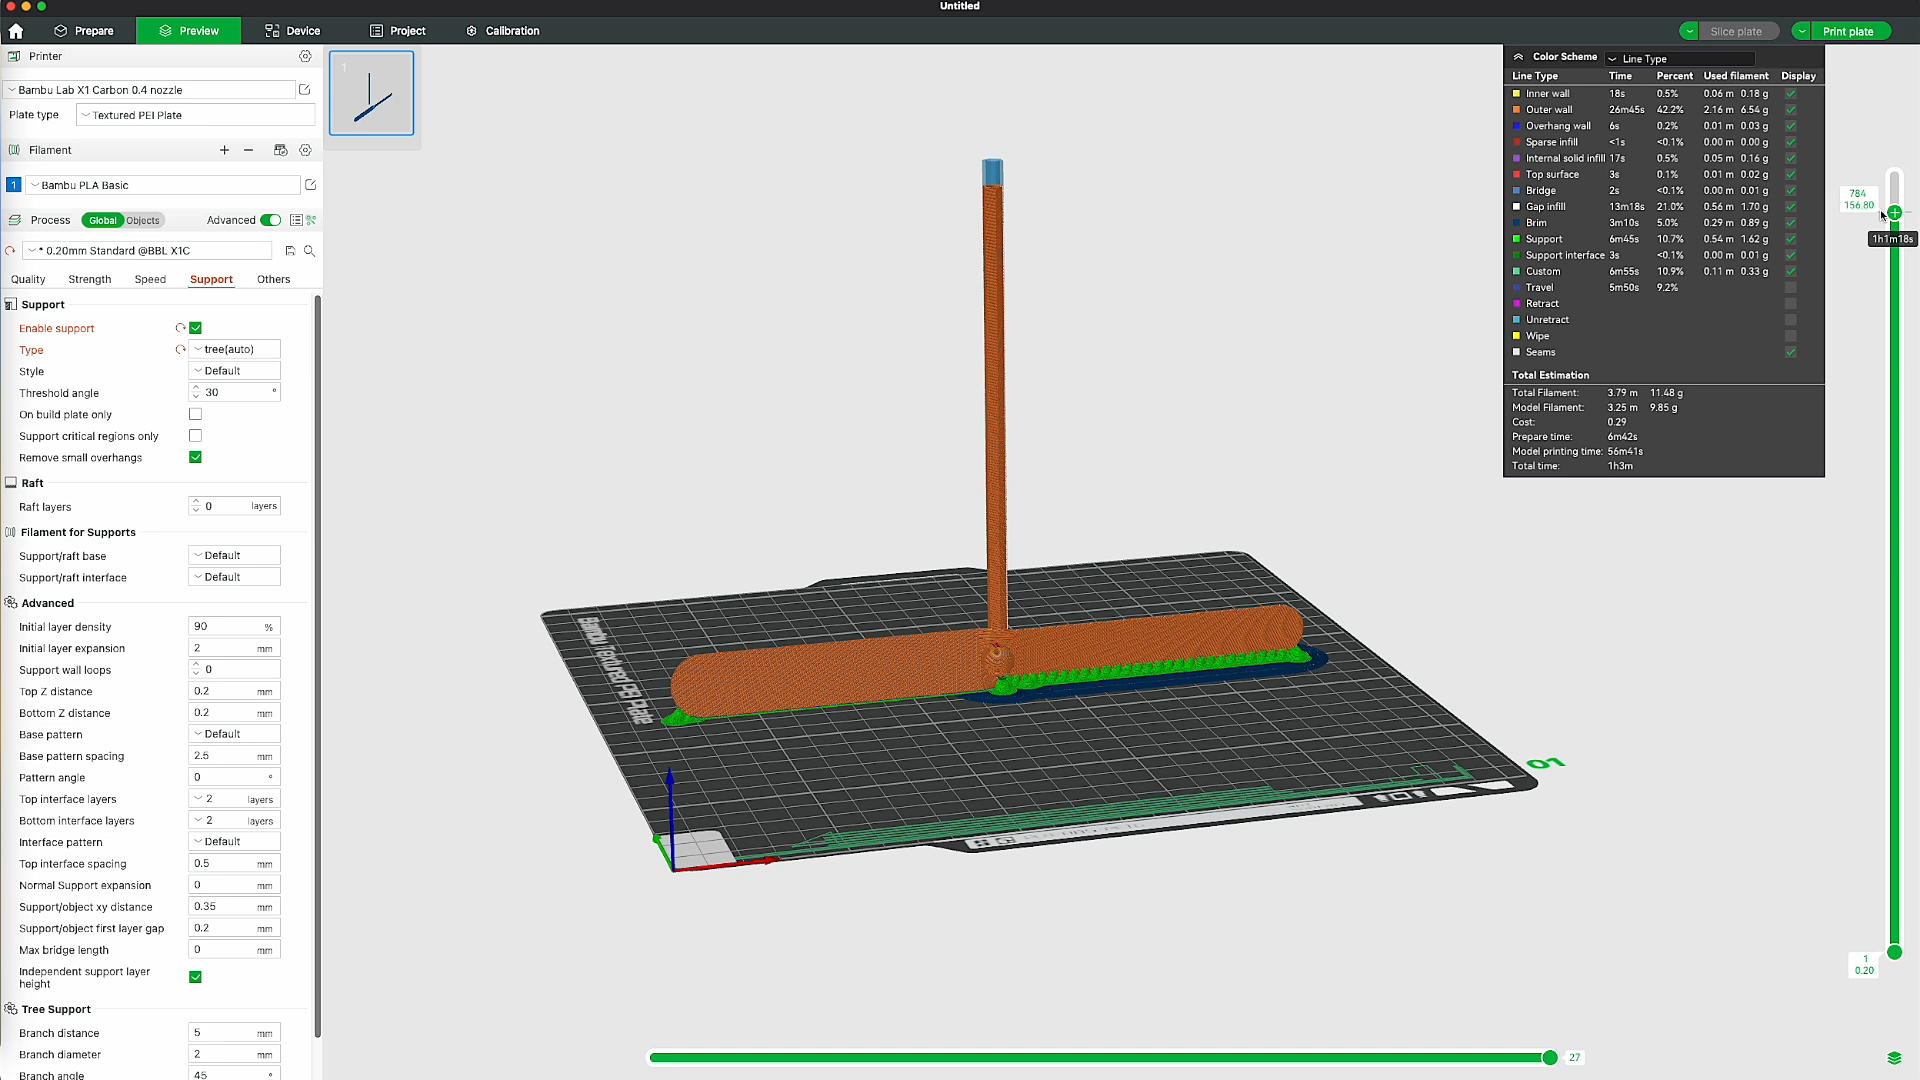 Untitled
Prepare
Preview
Device
Project
Calibration
Slice plate
Print plate
Printer
Bambu Lab X1 Carbon 0.4 nozzle
Plate type
Textured PEI Plate
Filament
1
Bambu PLA Basic
Process
Global
Objects
Advanced
* 0.20mm Standard @BBL X1C
Quality
Strength
Speed
Support
Others
Support
Enable support
Type
tree(auto)
Style
Default
Threshold angle
30 °
On build plate only
Support critical regions only
Remove small overhangs
Raft
Raft layers
0 layers
Filament for Supports
Support/raft base
Default
Support/raft interface
Default
Advanced
Initial layer density
90 %
Initial layer expansion
2 mm
Support wall loops
0
Top Z distance
0.2 mm
Bottom Z distance
0.2 mm
Base pattern
Default
Base pattern spacing
2.5 mm
Pattern angle
0 °
Top interface layers
2 layers
Bottom interface layers
2 layers
Interface pattern
Default
Top interface spacing
0.5 mm
Normal Support expansion
0 mm
Support/object xy distance
0.35 mm
Support/object first layer gap
0.2 mm
Max bridge length
0 mm
Independent support layer
height
Tree Support
Branch distance
5 mm
Branch diameter
2 mm
Branch angle
45 °
1
Bambu Textured PEI Plate
01
Color Scheme
Line Type
Line Type Time Percent Used filament Display
Inner wall 18s 0.5% 0.06 m 0.18 g
Outer wall 26m45s 42.2% 2.16 m 6.54 g
Overhang wall 6s 0.2% 0.01 m 0.03 g
Sparse infill <1s <0.1% 0.00 m 0.00 g
Internal solid infill 17s 0.5% 0.05 m 0.16 g
Top surface 3s 0.1% 0.01 m 0.02 g
Bridge 2s <0.1% 0.00 m 0.01 g
Gap infill 13m18s 21.0% 0.56 m 1.70 g
Brim 3m10s 5.0% 0.29 m 0.89 g
Support 6m45s 10.7% 0.54 m 1.62 g
Support interface 3s <0.1% 0.00 m 0.01 g
Custom 6m55s 10.9% 0.11 m 0.33 g
Travel 5m50s 9.2%
Retract
Unretract
Wipe
Seams
Total Estimation
Total Filament: 3.79 m 11.48 g
Model Filament: 3.25 m 9.85 g
Cost: 0.29
Prepare time: 6m42s
Model printing time: 56m41s
Total time: 1h3m
784
156.80
1h1m18s
1
0.20
27